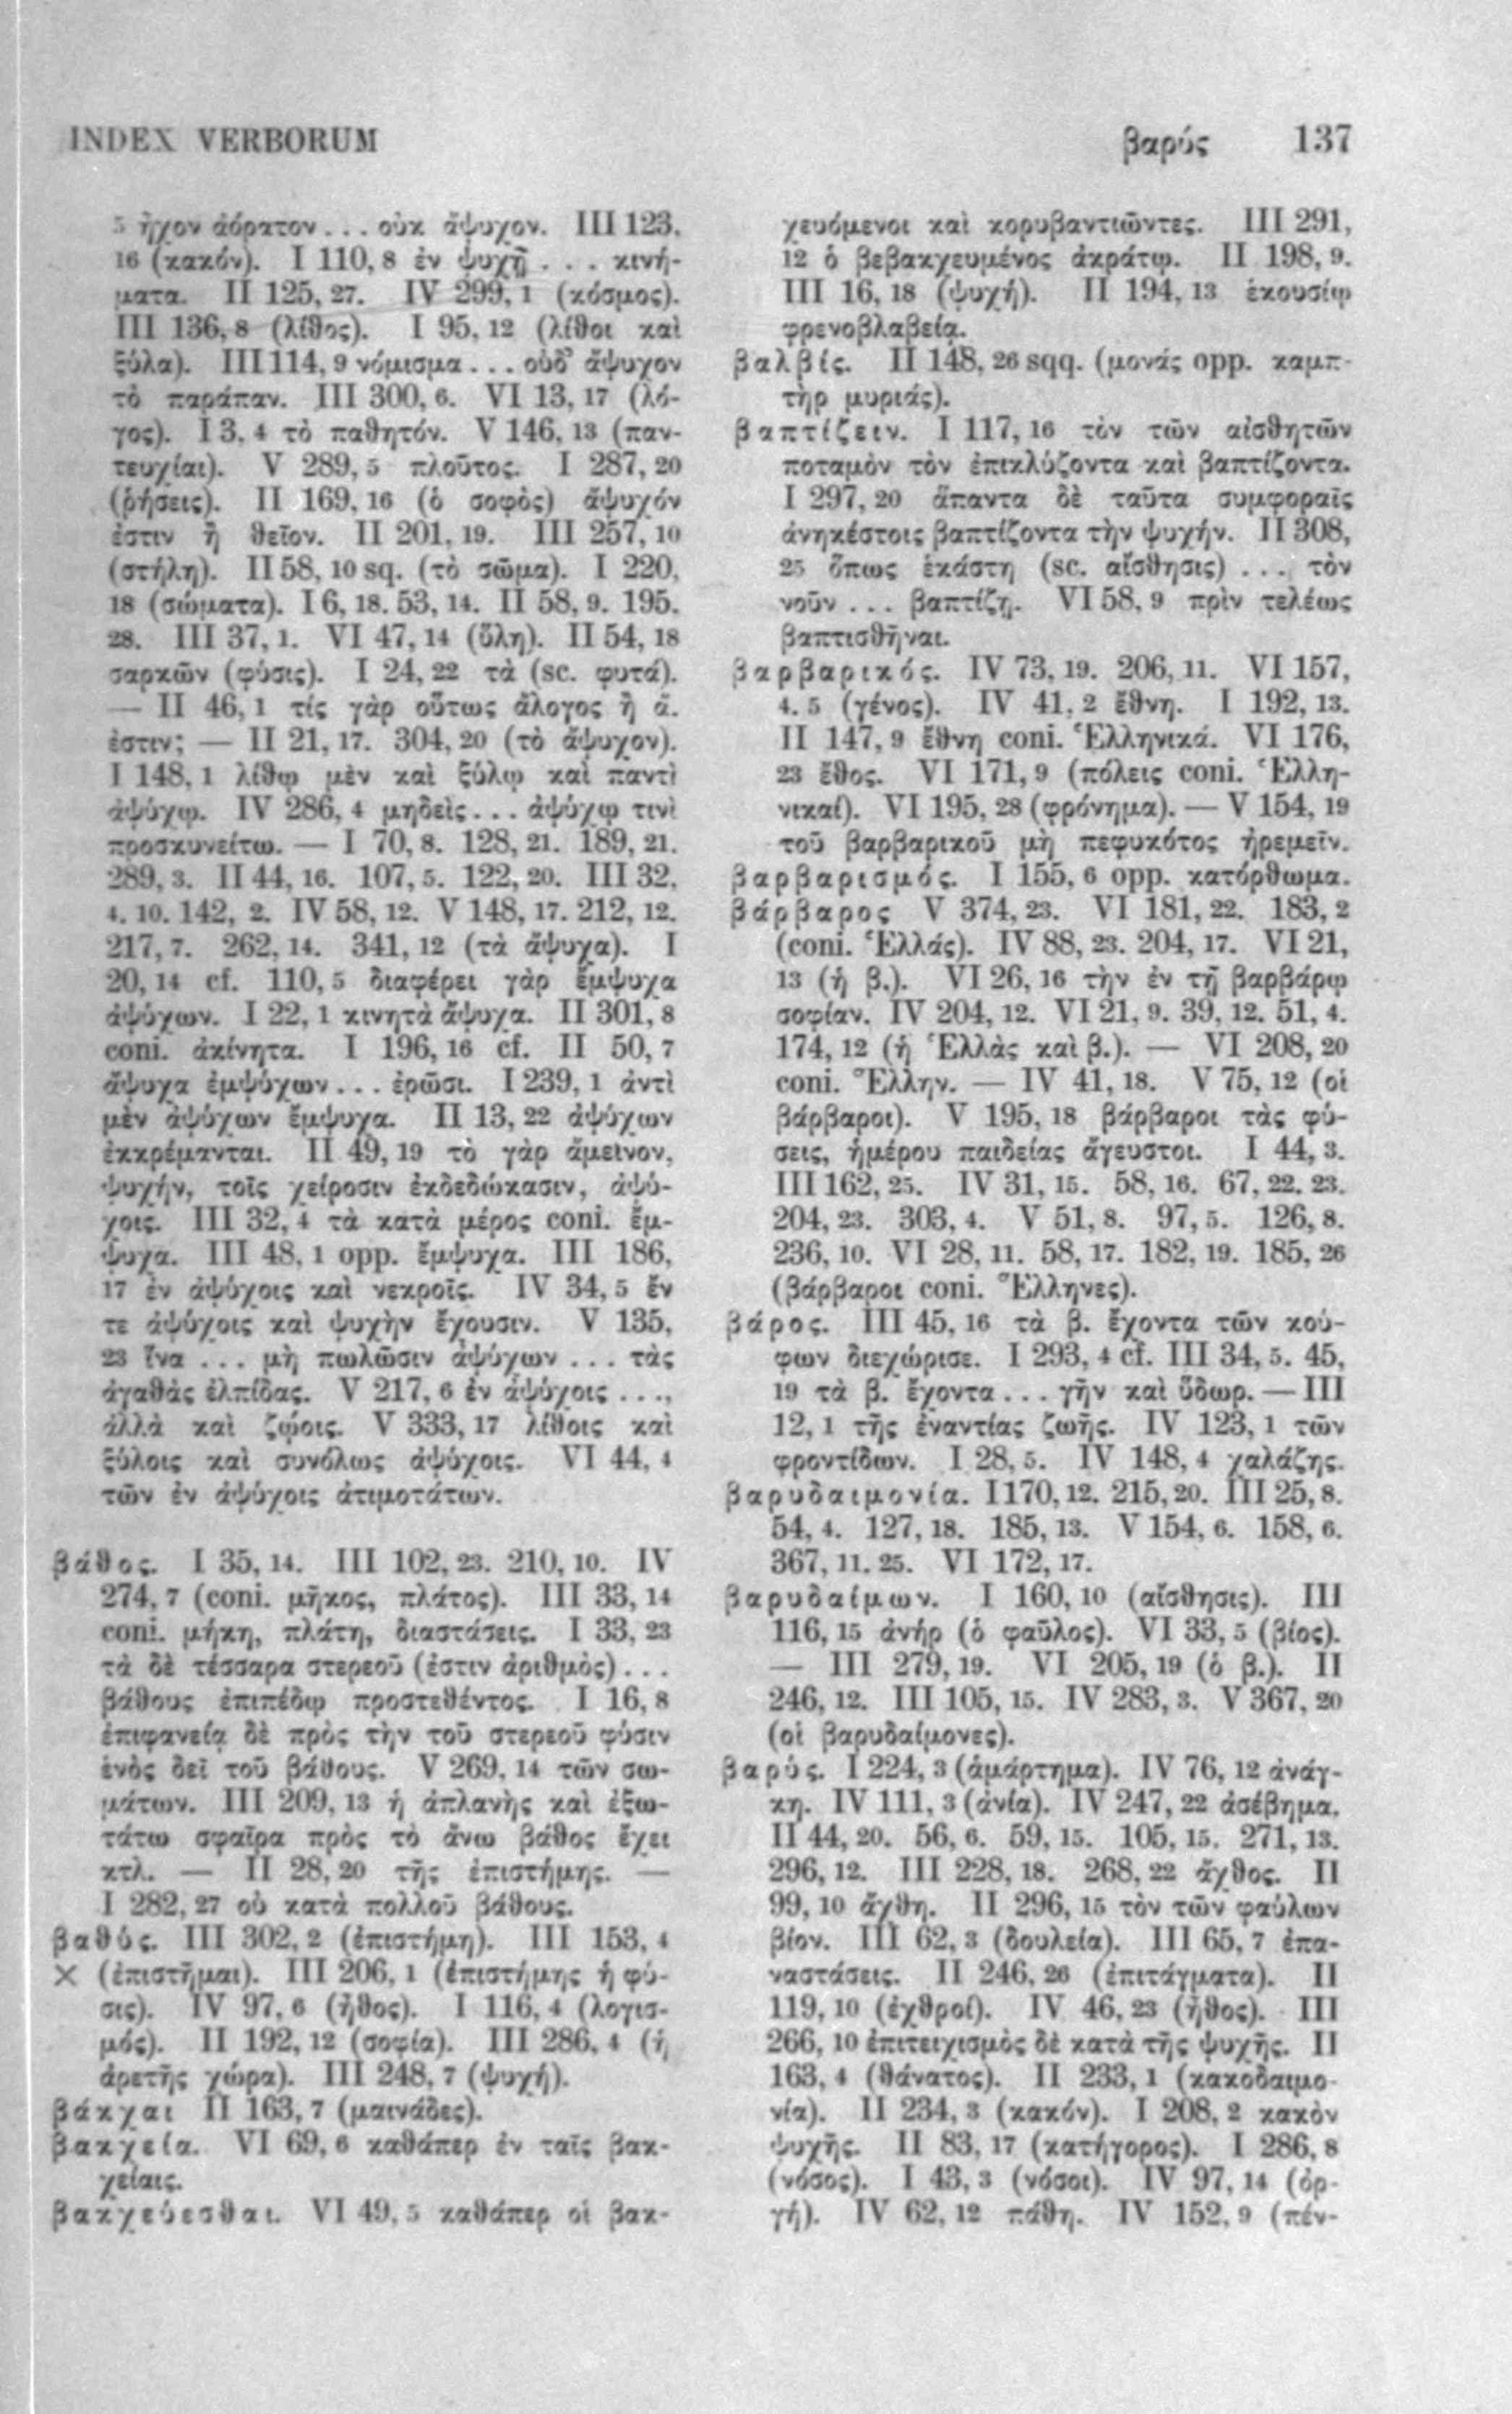 INDEX VERBORUM
βαρύς 137
5 ἦχον ἀόρατον... οὐκ ἄψυχον. III 123,
16 (κακόν). I 110, 8 ἐν ψυχῇ ... κινή-
ματα. II 125, 27. IV 299, 1 (κόσμος).
III 136, 8 (λίθος). I 95, 12 (λίθοι καὶ
ξύλα). III 114, 9 νόμισμα... οὐδ᾽ ἄψυχον
τὸ παράπαν. III 300, 6. VI 13, 17 (λό-
γος). I 3, 4 τὸ παθητόν. V 146, 13 (παν-
τευχίαι). V 289, 5 πλοῦτος. I 287, 20
(ῥήσεις). II 169, 16 (ὁ σοφὸς) ἄψυχόν
ἐστιν ἢ θεῖον. II 201, 19. III 257, 10
(στήλη). II 58, 10 sq. (τὸ σῶμα). I 220,
18 (σώματα). I 6, 18. 53, 14. II 58, 9. 195,
28. III 37, 1. VI 47, 14 (ὕλη). II 54, 18
σαρκῶν (φύσις). I 24, 22 τὰ (sc. φυτά).
— II 46, 1 τίς γὰρ οὕτως ἄλογος ἢ ἄ.
ἐστιν; — II 21, 17. 304, 20 (τὸ ἄψυχον).
I 148, 1 λίθῳ μὲν καὶ ξύλῳ καὶ παντὶ
ἀψύχῳ. IV 286, 4 μηδεὶς... ἀψύχῳ τινὶ
προσκυνείτω. — I 70, 8. 128, 21. 189, 21.
289, 3. II 44, 16. 107, 5. 122, 20. III 32,
4. 10. 142, 2. IV 58, 12. V 148, 17. 212, 12.
217, 7. 262, 14. 341, 12 (τὰ ἄψυχα). I
20, 14 cf. 110, 5 διαφέρει γὰρ ἔμψυχα
ἀψύχων. I 22, 1 κινητὰ ἄψυχα. II 301, 8
coni. ἀκίνητα. I 196, 16 cf. II 50, 7
ἄψυχα ἐμψύχων... ἐρῶσι. I 239, 1 ἀντὶ
μὲν ἀψύχων ἔμψυχα. II 13, 22 ἀψύχων
ἐκκρέμανται. II 49, 19 τὸ γὰρ ἄμεινον,
ψυχήν, τοῖς χείροσιν ἐκδεδώκασιν, ἀψύ-
χοις. III 32, 4 τὰ κατὰ μέρος coni. ἔμ-
ψυχα. III 48, 1 opp. ἔμψυχα. III 186,
17 ἐν ἀψύχοις καὶ νεκροῖς. IV 34, 5 ἔν
τε ἀψύχοις καὶ ψυχὴν ἔχουσιν. V 135,
23 ἵνα ... μὴ πωλῶσιν ἀψύχων ... τὰς
ἀγαθὰς ἐλπίδας. V 217, 6 ἐν ἀψύχοις ...,
ἀλλὰ καὶ ζῴοις. V 333, 17 λίθοις καὶ
ξύλοις καὶ συνόλως ἀψύχοις. VI 44, 4
τῶν ἐν ἀψύχοις ἀτιμοτάτων.
βάθος. I 35, 14. III 102, 23. 210, 10. IV
274, 7 (coni. μῆκος, πλάτος). III 33, 14
coni. μήκη, πλάτη, διαστάσεις. I 33, 23
τὰ δὲ τέσσαρα στερεοῦ (ἐστιν ἀριθμὸς)...
βάθους ἐπιπέδῳ προστεθέντος. I 16, 8
ἐπιφανείᾳ δὲ πρὸς τὴν τοῦ στερεοῦ φύσιν
ἑνὸς δεῖ τοῦ βάθους. V 269, 14 τῶν σω-
μάτων. III 209, 13 ἡ ἀπλανὴς καὶ ἐξω-
τάτω σφαῖρα πρὸς τὸ ἄνω βάθος ἔχει
κτλ. — II 28, 20 τῆς ἐπιστήμης. —
I 282, 27 οὐ κατὰ πολλοῦ βάθους.
βαθύς. III 302, 2 (ἐπιστήμη). III 153, 4
× (ἐπιστῆμαι). III 206, 1 (ἐπιστήμης ἡ φύ-
σις). IV 97, 6 (ἦθος). I 116, 4 (λογισ-
μός). II 192, 12 (σοφία). III 286, 4 (ἡ
ἀρετῆς χώρα). III 248, 7 (ψυχή).
βάκχαι II 163, 7 (μαινάδες).
βακχεία. VI 69, 6 καθάπερ ἐν ταῖς βακ-
χείαις.
βακχεύεσθαι. VI 49, 5 καθάπερ οἱ βακ-
χευόμενοι καὶ κορυβαντιῶντες. III 291,
12 ὁ βεβακχευμένος ἀκράτῳ. II 198, 9.
III 16, 18 (ψυχή). II 194, 13 ἑκουσίῳ
φρενοβλαβείᾳ.
βαλβίς. II 148, 26 sqq. (μονάς opp. καμπ-
τὴρ μυριάς).
βαπτίζειν. I 117, 16 τὸν τῶν αἰσθητῶν
ποταμὸν τὸν ἐπικλύζοντα καὶ βαπτίζοντα.
I 297, 20 ἅπαντα δὲ ταῦτα συμφοραῖς
ἀνηκέστοις βαπτίζοντα τὴν ψυχήν. II 308,
25 ὅπως ἑκάστη (sc. αἴσθησις) ... τὸν
νοῦν ... βαπτίζῃ. VI 58, 9 πρὶν τελέως
βαπτισθῆναι.
βαρβαρικός. IV 73, 19. 206, 11. VI 157,
4. 5 (γένος). IV 41, 2 ἔθνη. I 192, 13.
II 147, 9 ἔθνη coni. Ἑλληνικά. VI 176,
23 ἔθος. VI 171, 9 (πόλεις coni. Ἑλλη-
νικαί). VI 195, 28 (φρόνημα). — V 154, 19
τοῦ βαρβαρικοῦ μὴ πεφυκότος ἠρεμεῖν.
βαρβαρισμός. I 155, 6 opp. κατόρθωμα.
βάρβαρος V 374, 23. VI 181, 22. 183, 2
(coni. Ἑλλάς). IV 88, 23. 204, 17. VI 21,
13 (ἡ β.). VI 26, 16 τὴν ἐν τῇ βαρβάρῳ
σοφίαν. IV 204, 12. VI 21, 9. 39, 12. 51, 4.
174, 12 (ἡ Ἑλλὰς καὶ β.). — VI 208, 20
coni. Ἕλλην. — IV 41, 18. V 75, 12 (οἱ
βάρβαροι). V 195, 18 βάρβαροι τὰς φύ-
σεις, ἡμέρου παιδείας ἄγευστοι. I 44, 3.
III 162, 25. IV 31, 15. 58, 16. 67, 22. 23.
204, 23. 303, 4. V 51, 8. 97, 5. 126, 8.
236, 10. VI 28, 11. 58, 17. 182, 19. 185, 26
(βάρβαροι coni. Ἕλληνες).
βάρος. III 45, 16 τὰ β. ἔχοντα τῶν κού-
φων διεχώρισε. I 293, 4 cf. III 34, 5. 45,
19 τὰ β. ἔχοντα... γῆν καὶ ὕδωρ. — III
12, 1 τῆς ἐναντίας ζωῆς. IV 123, 1 τῶν
φροντίδων. I 28, 5. IV 148, 4 χαλάζης.
βαρυδαιμονία. I 170, 12. 215, 20. III 25, 8.
54, 4. 127, 18. 185, 13. V 154, 6. 158, 6.
367, 11. 25. VI 172, 17.
βαρυδαίμων. I 160, 10 (αἴσθησις). III
116, 15 ἀνήρ (ὁ φαῦλος). VI 33, 5 (βίος).
— III 279, 19. VI 205, 19 (ὁ β.). II
246, 12. III 105, 15. IV 283, 3. V 367, 20
(οἱ βαρυδαίμονες).
βαρύς. I 224, 3 (ἁμάρτημα). IV 76, 12 ἀνάγ-
κη. IV 111, 3 (ἀνία). IV 247, 22 ἀσέβημα.
II 44, 20. 56, 6. 59, 15. 105, 15. 271, 13.
296, 12. III 228, 18. 268, 22 ἄχθος. II
99, 10 ἄχθη. II 296, 15 τὸν τῶν φαύλων
βίον. III 62, 3 (δουλεία). III 65, 7 ἐπα-
ναστάσεις. II 246, 26 (ἐπιτάγματα). II
119, 10 (ἐχθροί). IV 46, 23 (ἦθος). III
266, 10 ἐπιτειχισμὸς δὲ κατὰ τῆς ψυχῆς. II
163, 4 (θάνατος). II 233, 1 (κακοδαιμο-
νία). II 234, 3 (κακόν). I 208, 2 κακὸν
ψυχῆς. II 83, 17 (κατήγορος). I 286, 8
(νόσος). I 43, 3 (νόσοι). IV 97, 14 (ὀρ-
γή). IV 62, 12 πάθη. IV 152, 9 (πέν-